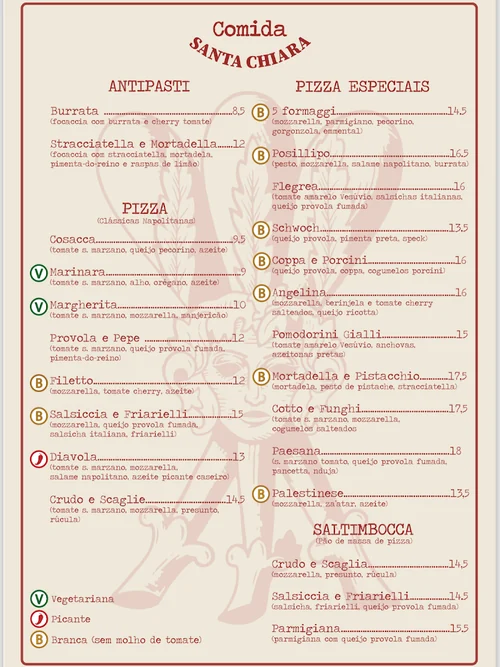 Comida
SANTA CHIARA
ANTIPASTI
Burrata 8,5
(focaccia com burrata e cherry tomate)
Stracciatella e Mortadella 12
(focaccia com stracciatella, mortadela,
pimenta-do-reino e raspas de limão)
PIZZA
(Clássicas Napolitanas)
Cosacca 9,5
(tomate s. marzano, queijo pecorino, azeite)
V Marinara 9
(tomate s. marzano, alho, orégano, azeite)
V Margherita 10
(tomate s. marzano, mozzarella, manjericão)
Provola e Pepe 12
(tomate s. marzano, queijo provola fumada,
pimenta-do-reino)
B Filetto 12
(mozzarella, tomate cherry, azeite)
B Salsiccia e Friarielli 15
(mozzarella, queijo provola fumada,
salsicha italiana, friarielli)
Diavola 13
(tomate s. marzano, mozzarella,
salame napolitano, azeite picante caseiro)
Crudo e Scaglie 14,5
(tomate s. marzano, mozzarella, presunto,
rúcula)
V Vegetariana
Picante
B Branca (sem molho de tomate)
PIZZA ESPECIAIS
B 5 formaggi 14,5
(mozzarella, parmigiano, pecorino,
gorgonzola, emmental)
B Posillipo 16,5
(pesto, mozzarella, salame napolitano, burrata)
Flegrea 16
(tomate amarelo Vesúvio, salsichas italianas,
queijo provola fumada)
B Schwoch 13,5
(queijo provola, pimenta preta, speck)
B Coppa e Porcini 16
(queijo provola, coppa, cogumelos porcini)
B Angelina 16
(mozzarella, berinjela e tomate cherry
salteados, queijo ricotta)
Pomodorini Gialli 15
(tomate amarelo Vesúvio, anchovas,
azeitonas pretas)
B Mortadella e Pistacchio 17,5
(mortadela, pesto de pistache, stracciatella)
Cotto e Funghi 17,5
(tomate s. marzano, mozzarella,
cogumelos salteados
Paesana 18
(s. marzano tomato, queijo provola fumada,
pancetta, nduja)
B Palestinese 13,5
(mozzarella, za'atar, azeite)
SALTIMBOCCA
(Pão de massa de pizza)
Crudo e Scaglia 14,5
(mozzarella, presunto, rúcula)
Salsiccia e Friarielli 14,5
(salsicha, friarielli, queijo provola fumada)
Parmigiana 15,5
(parmigiana com mozzarella)